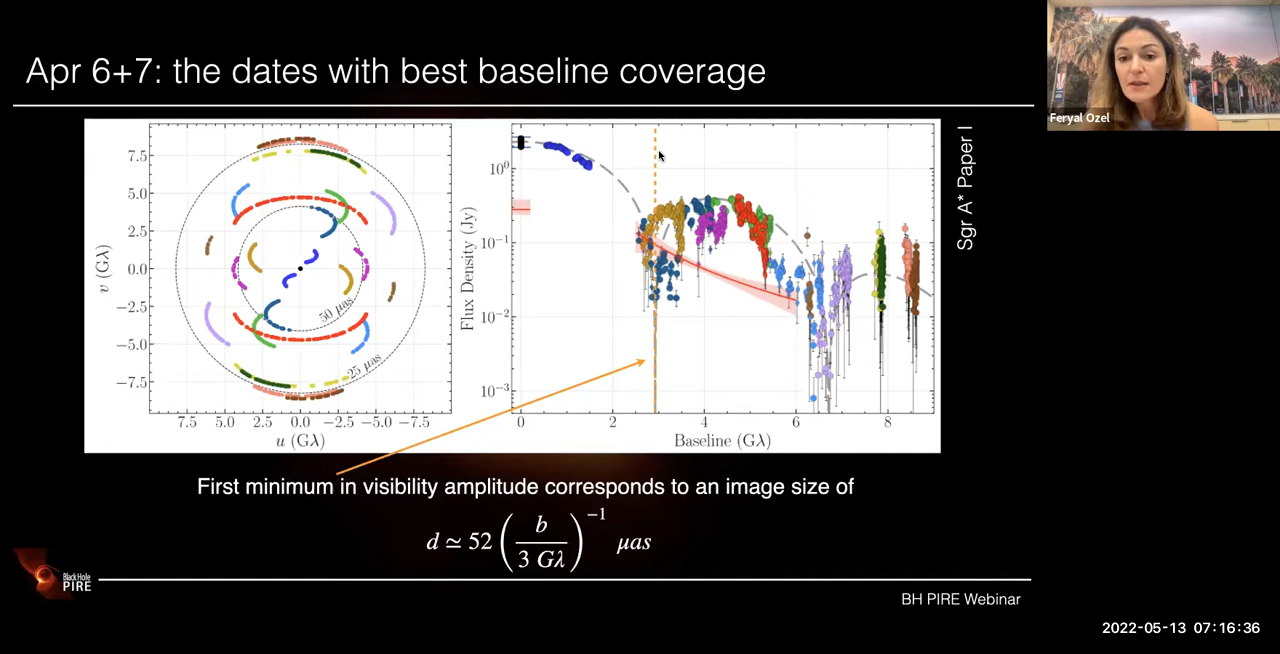 Apr 6+7: the dates with best baseline coverage
Feryal Ozel
Sgr A* Paper I
7.5
5.0
2.5
0.0
−2.5
−5.0
−7.5
v (Gλ)
50 μas
25 μas
7.5 5.0 2.5 0.0 −2.5 −5.0 −7.5
u (Gλ)
10⁰
10⁻¹
10⁻²
10⁻³
Flux Density (Jy)
0 2 4 6 8
Baseline (Gλ)
First minimum in visibility amplitude corresponds to an image size of
d ≃ 52 (b / 3 Gλ)⁻¹ μas
Black Hole
PIRE
BH PIRE Webinar
2022-05-13 07:16:36